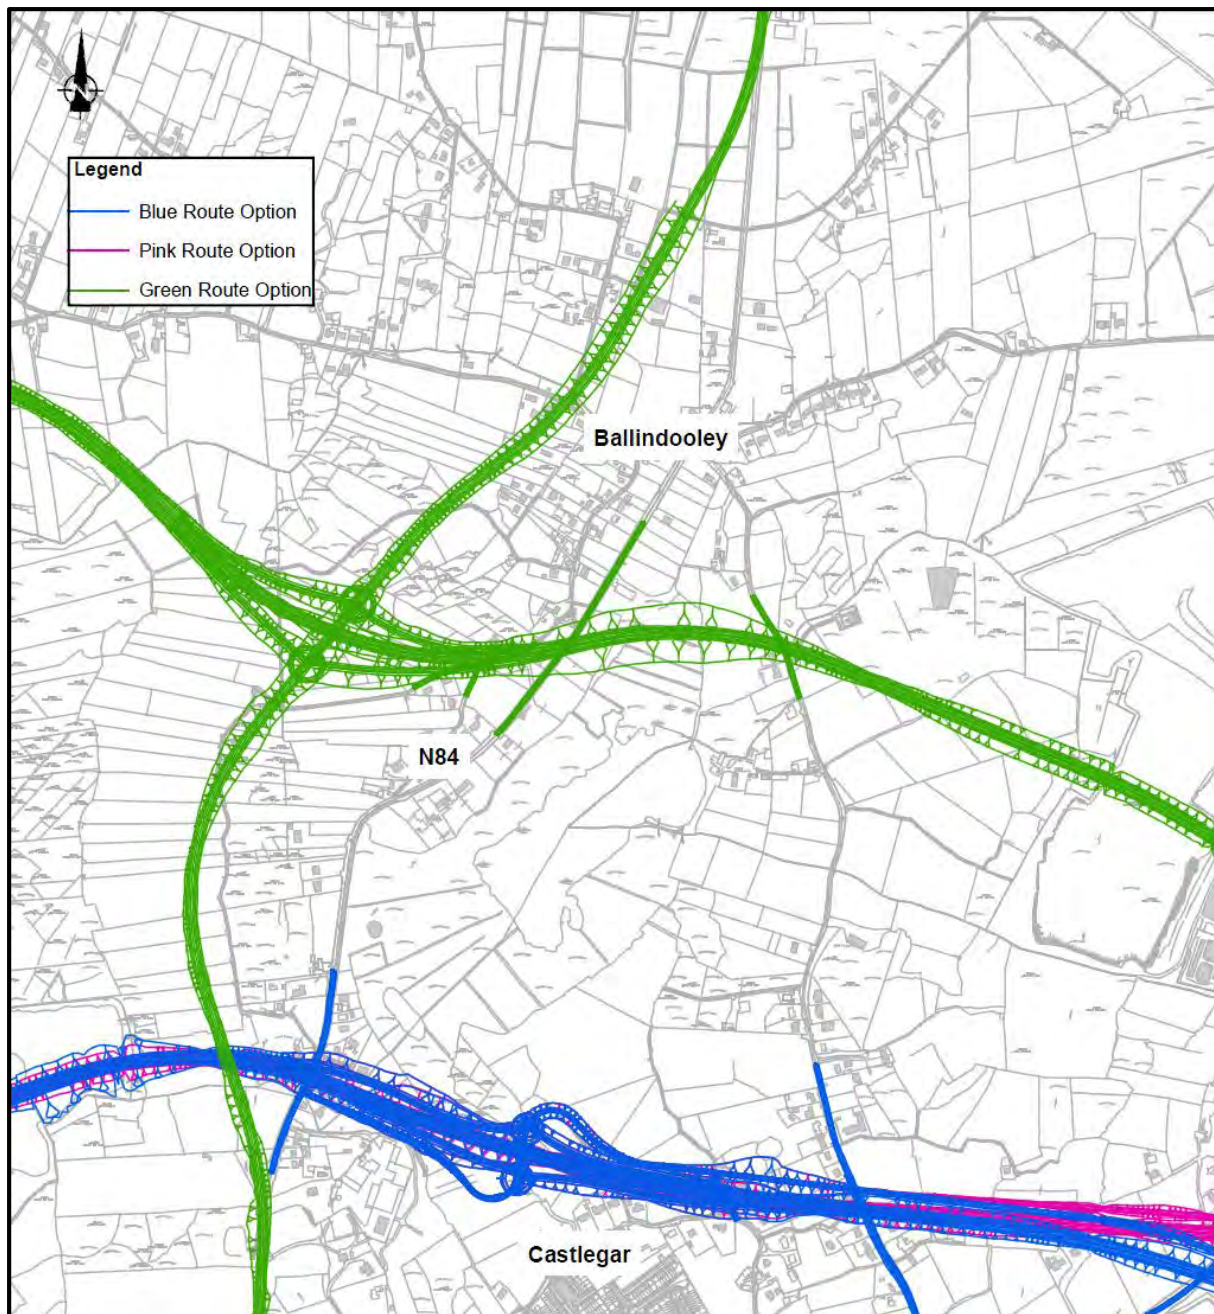 N
Legend
Blue Route Option
Pink Route Option
Green Route Option
Ballindooley
N84
Castlegar